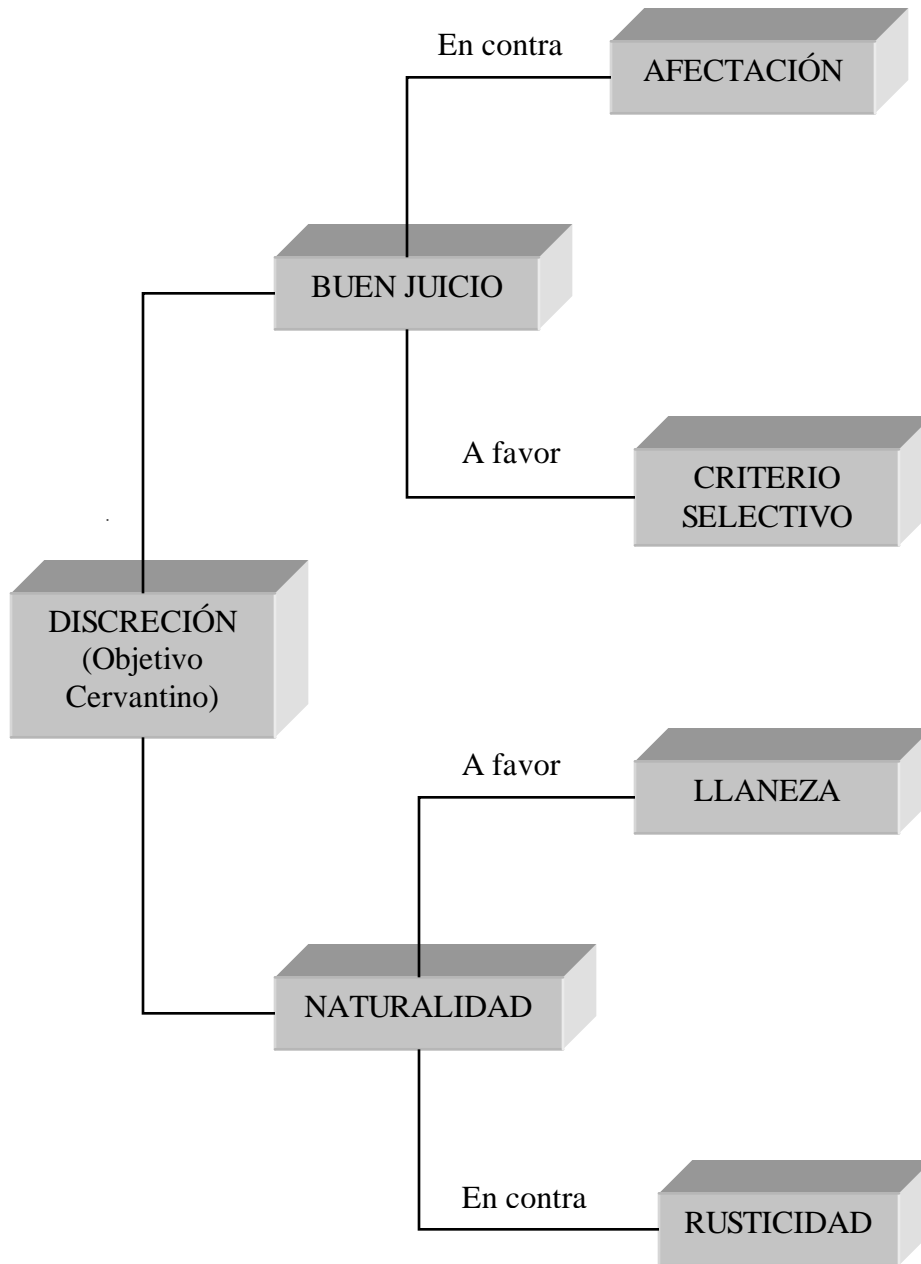 En contra
AFECTACIÓN
BUEN JUICIO
A favor
CRITERIO
SELECTIVO
DISCRECIÓN
(Objetivo
Cervantino)
A favor
LLANEZA
NATURALIDAD
En contra
RUSTICIDAD